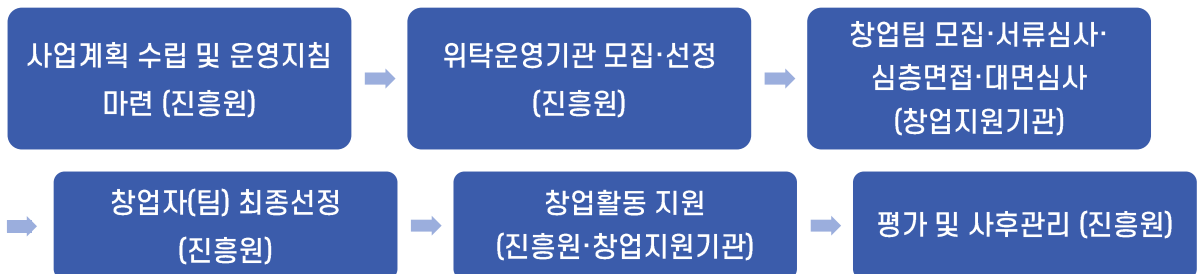 사업계획 수립 및 운영지침
마련 (진흥원)
위탁운영기관 모집·선정
(진흥원)
창업팀 모집·서류심사·
심층면접·대면심사
(창업지원기관)
창업자(팀) 최종선정
(진흥원)
창업활동 지원
(진흥원·창업지원기관)
평가 및 사후관리 (진흥원)